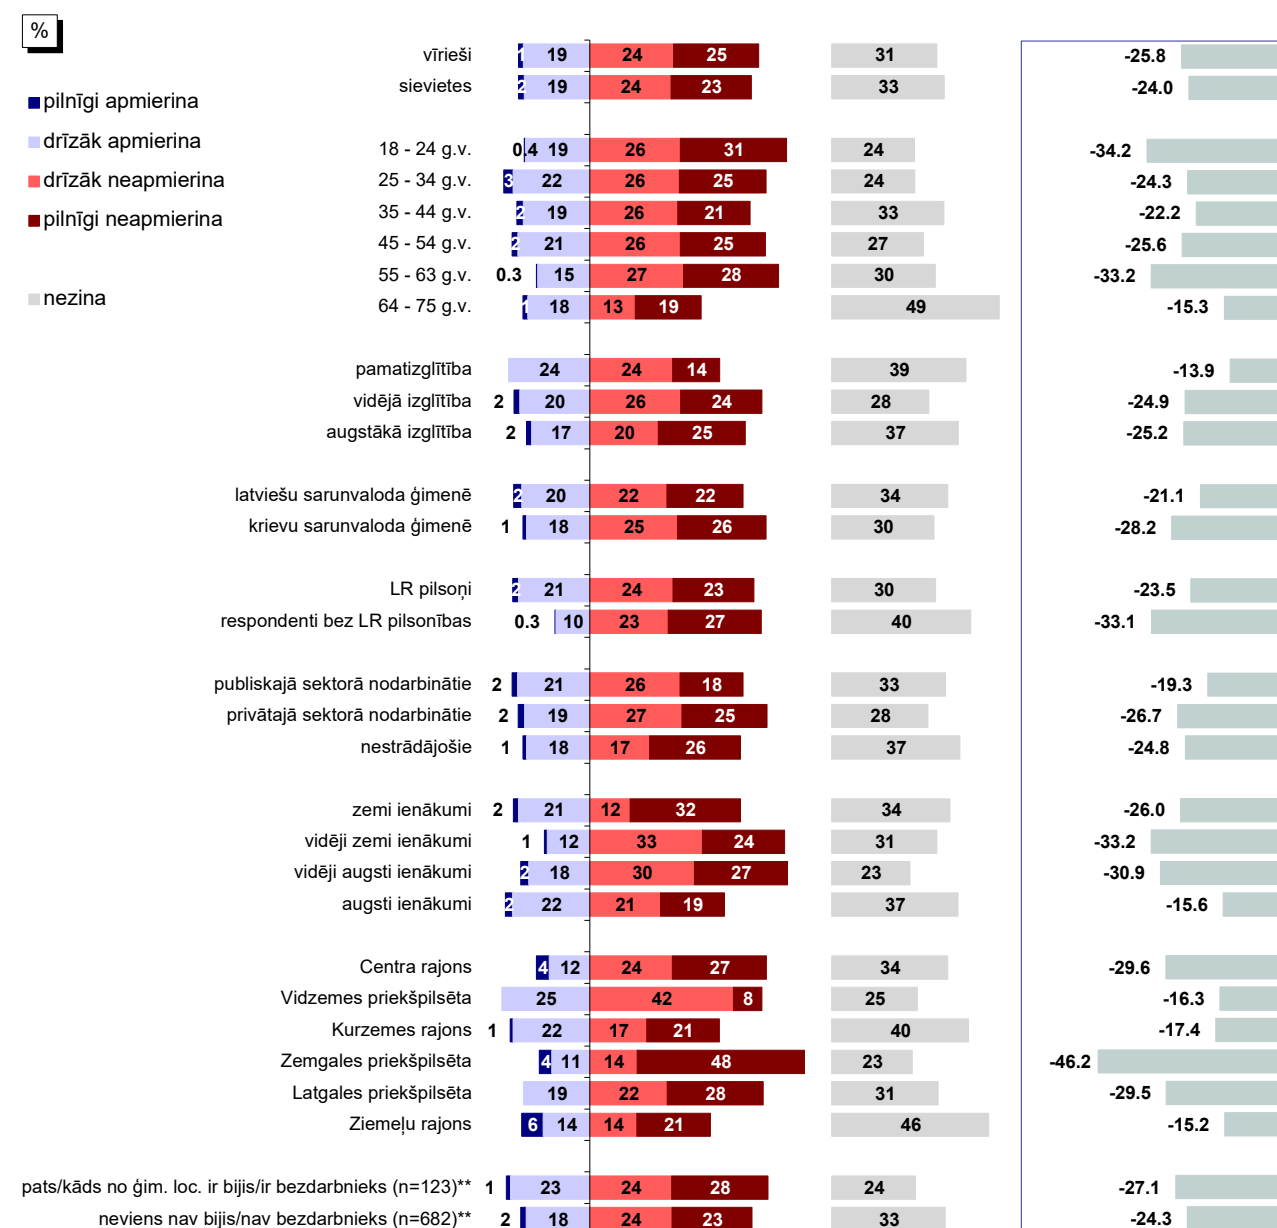 %
pilnīgi apmierina
drīzāk apmierina
drīzāk neapmierina
pilnīgi neapmierina
nezina
vīrieši 1 19 24 25 31 -25.8
sievietes 2 19 24 23 33 -24.0
18 - 24 g.v. 0.4 19 26 31 24 -34.2
25 - 34 g.v. 3 22 26 25 24 -24.3
35 - 44 g.v. 2 19 26 21 33 -22.2
45 - 54 g.v. 2 21 26 25 27 -25.6
55 - 63 g.v. 0.3 15 27 28 30 -33.2
64 - 75 g.v. 1 18 13 19 49 -15.3
pamatizglītība 24 24 14 39 -13.9
vidējā izglītība 2 20 26 24 28 -24.9
augstākā izglītība 2 17 20 25 37 -25.2
latviešu sarunvaloda ģimenē 2 20 22 22 34 -21.1
krievu sarunvaloda ģimenē 1 18 25 26 30 -28.2
LR pilsoņi 2 21 24 23 30 -23.5
respondenti bez LR pilsonības 0.3 10 23 27 40 -33.1
publiskajā sektorā nodarbinātie 2 21 26 18 33 -19.3
privātajā sektorā nodarbinātie 2 19 27 25 28 -26.7
nestrādājošie 1 18 17 26 37 -24.8
zemi ienākumi 2 21 12 32 34 -26.0
vidēji zemi ienākumi 1 12 33 24 31 -33.2
vidēji augsti ienākumi 2 18 30 27 23 -30.9
augsti ienākumi 2 22 21 19 37 -15.6
Centra rajons 4 12 24 27 34 -29.6
Vidzemes priekšpilsēta 25 42 8 25 -16.3
Kurzemes rajons 1 22 17 21 40 -17.4
Zemgales priekšpilsēta 4 11 14 48 23 -46.2
Latgales priekšpilsēta 19 22 28 31 -29.5
Ziemeļu rajons 6 14 14 21 46 -15.2
pats/kāds no ģim. loc. ir bijis/ir bezdarbnieks (n=123)** 1 23 24 28 24 -27.1
neviens nav bijis/nav bezdarbnieks (n=682)** 2 18 24 23 33 -24.3